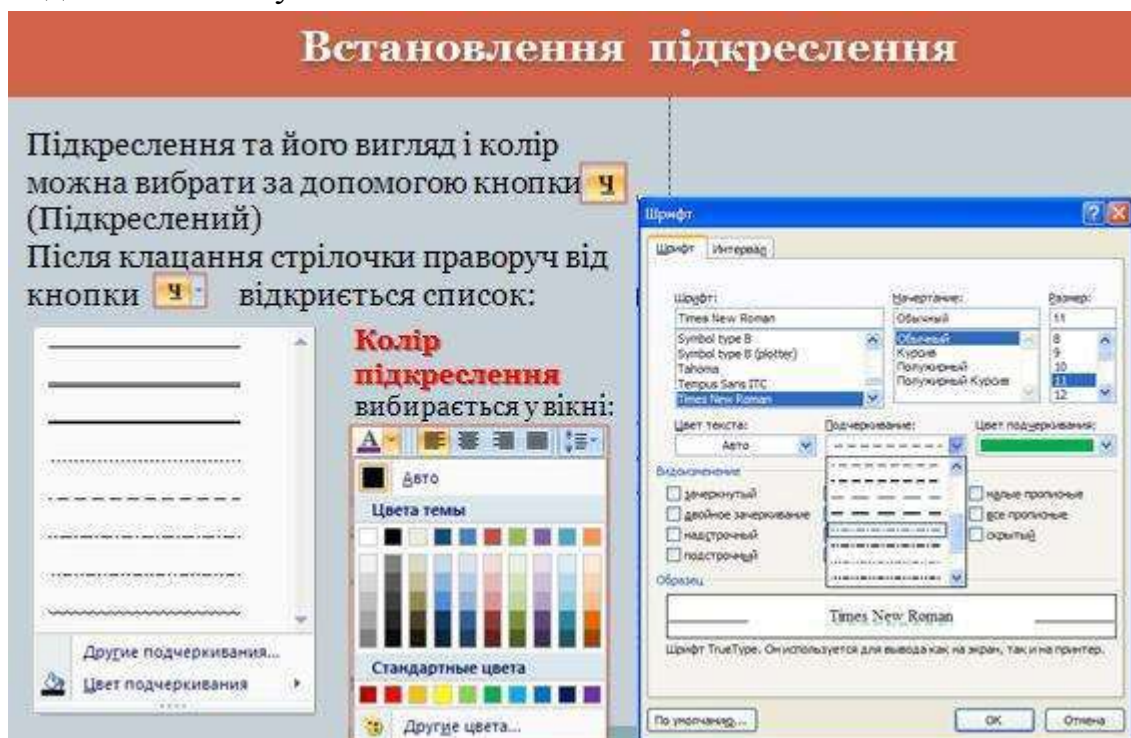 Встановлення підкреслення
Підкреслення та його вигляд і колір
можна вибрати за допомогою кнопки Ч
(Підкреслений)
Після клацання стрілочки праворуч від
кнопки Ч відкриється список:
Другие подчеркивания...
Цвет подчеркивания
Колір
підкреслення
вибирається у вікні:
А
Авто
Цвета темы
Стандартные цвета
Другие цвета...
Шрифт
Шрифт Интервал
Шрифт: Начертание: Размер:
Times New Roman Обычный 11
Symbol type B Обычный 8
Symbol type B (plotter) Курсив 9
Tahoma Полужирный 10
Tempus Sans ITC Полужирный Курсив 11
Times New Roman 12
Цвет текста: Подчеркивание: Цвет подчеркивания:
Авто
Видоизменение
зачеркнутый малые прописные
двойное зачеркивание все прописные
надстрочный скрытый
подстрочный
Образец
Times New Roman
Шрифт TrueType. Он используется для вывода как на экран, так и на принтер.
По умолчанию... ОК Отмена